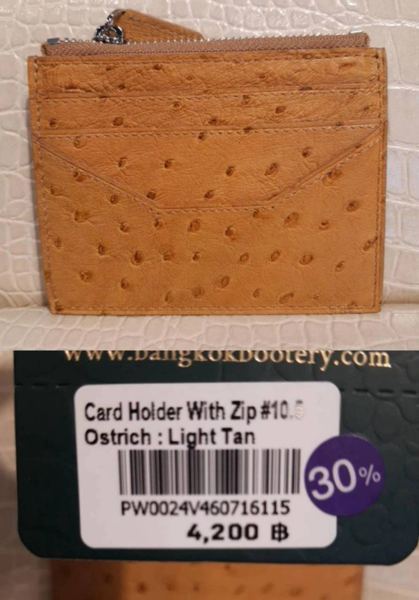 www.bangkokbootery.com
Card Holder With Zip #10.5
Ostrich : Light Tan
30%
PW0024V460716115
4,200 ฿